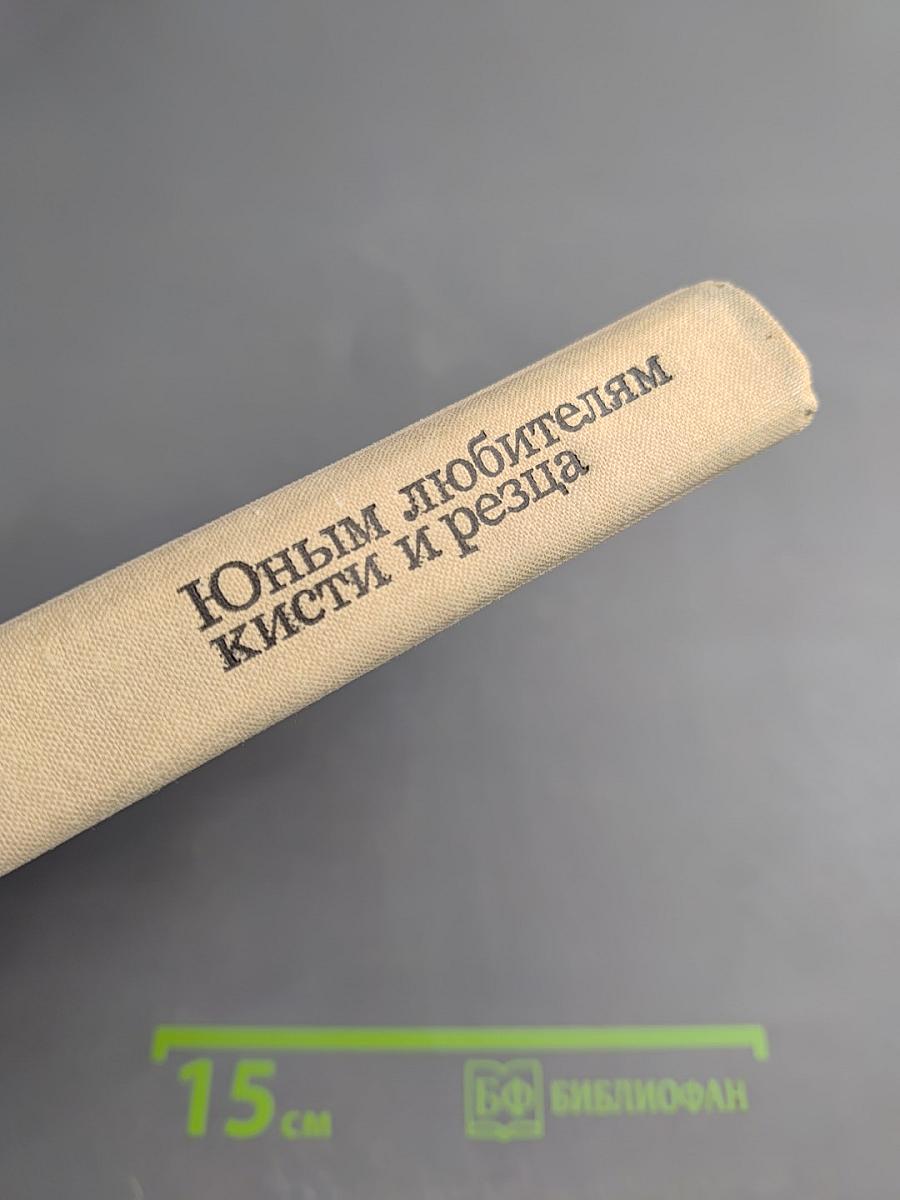 Юным любителям
кисти и резца
15 см
БФ БИБЛИОФАН